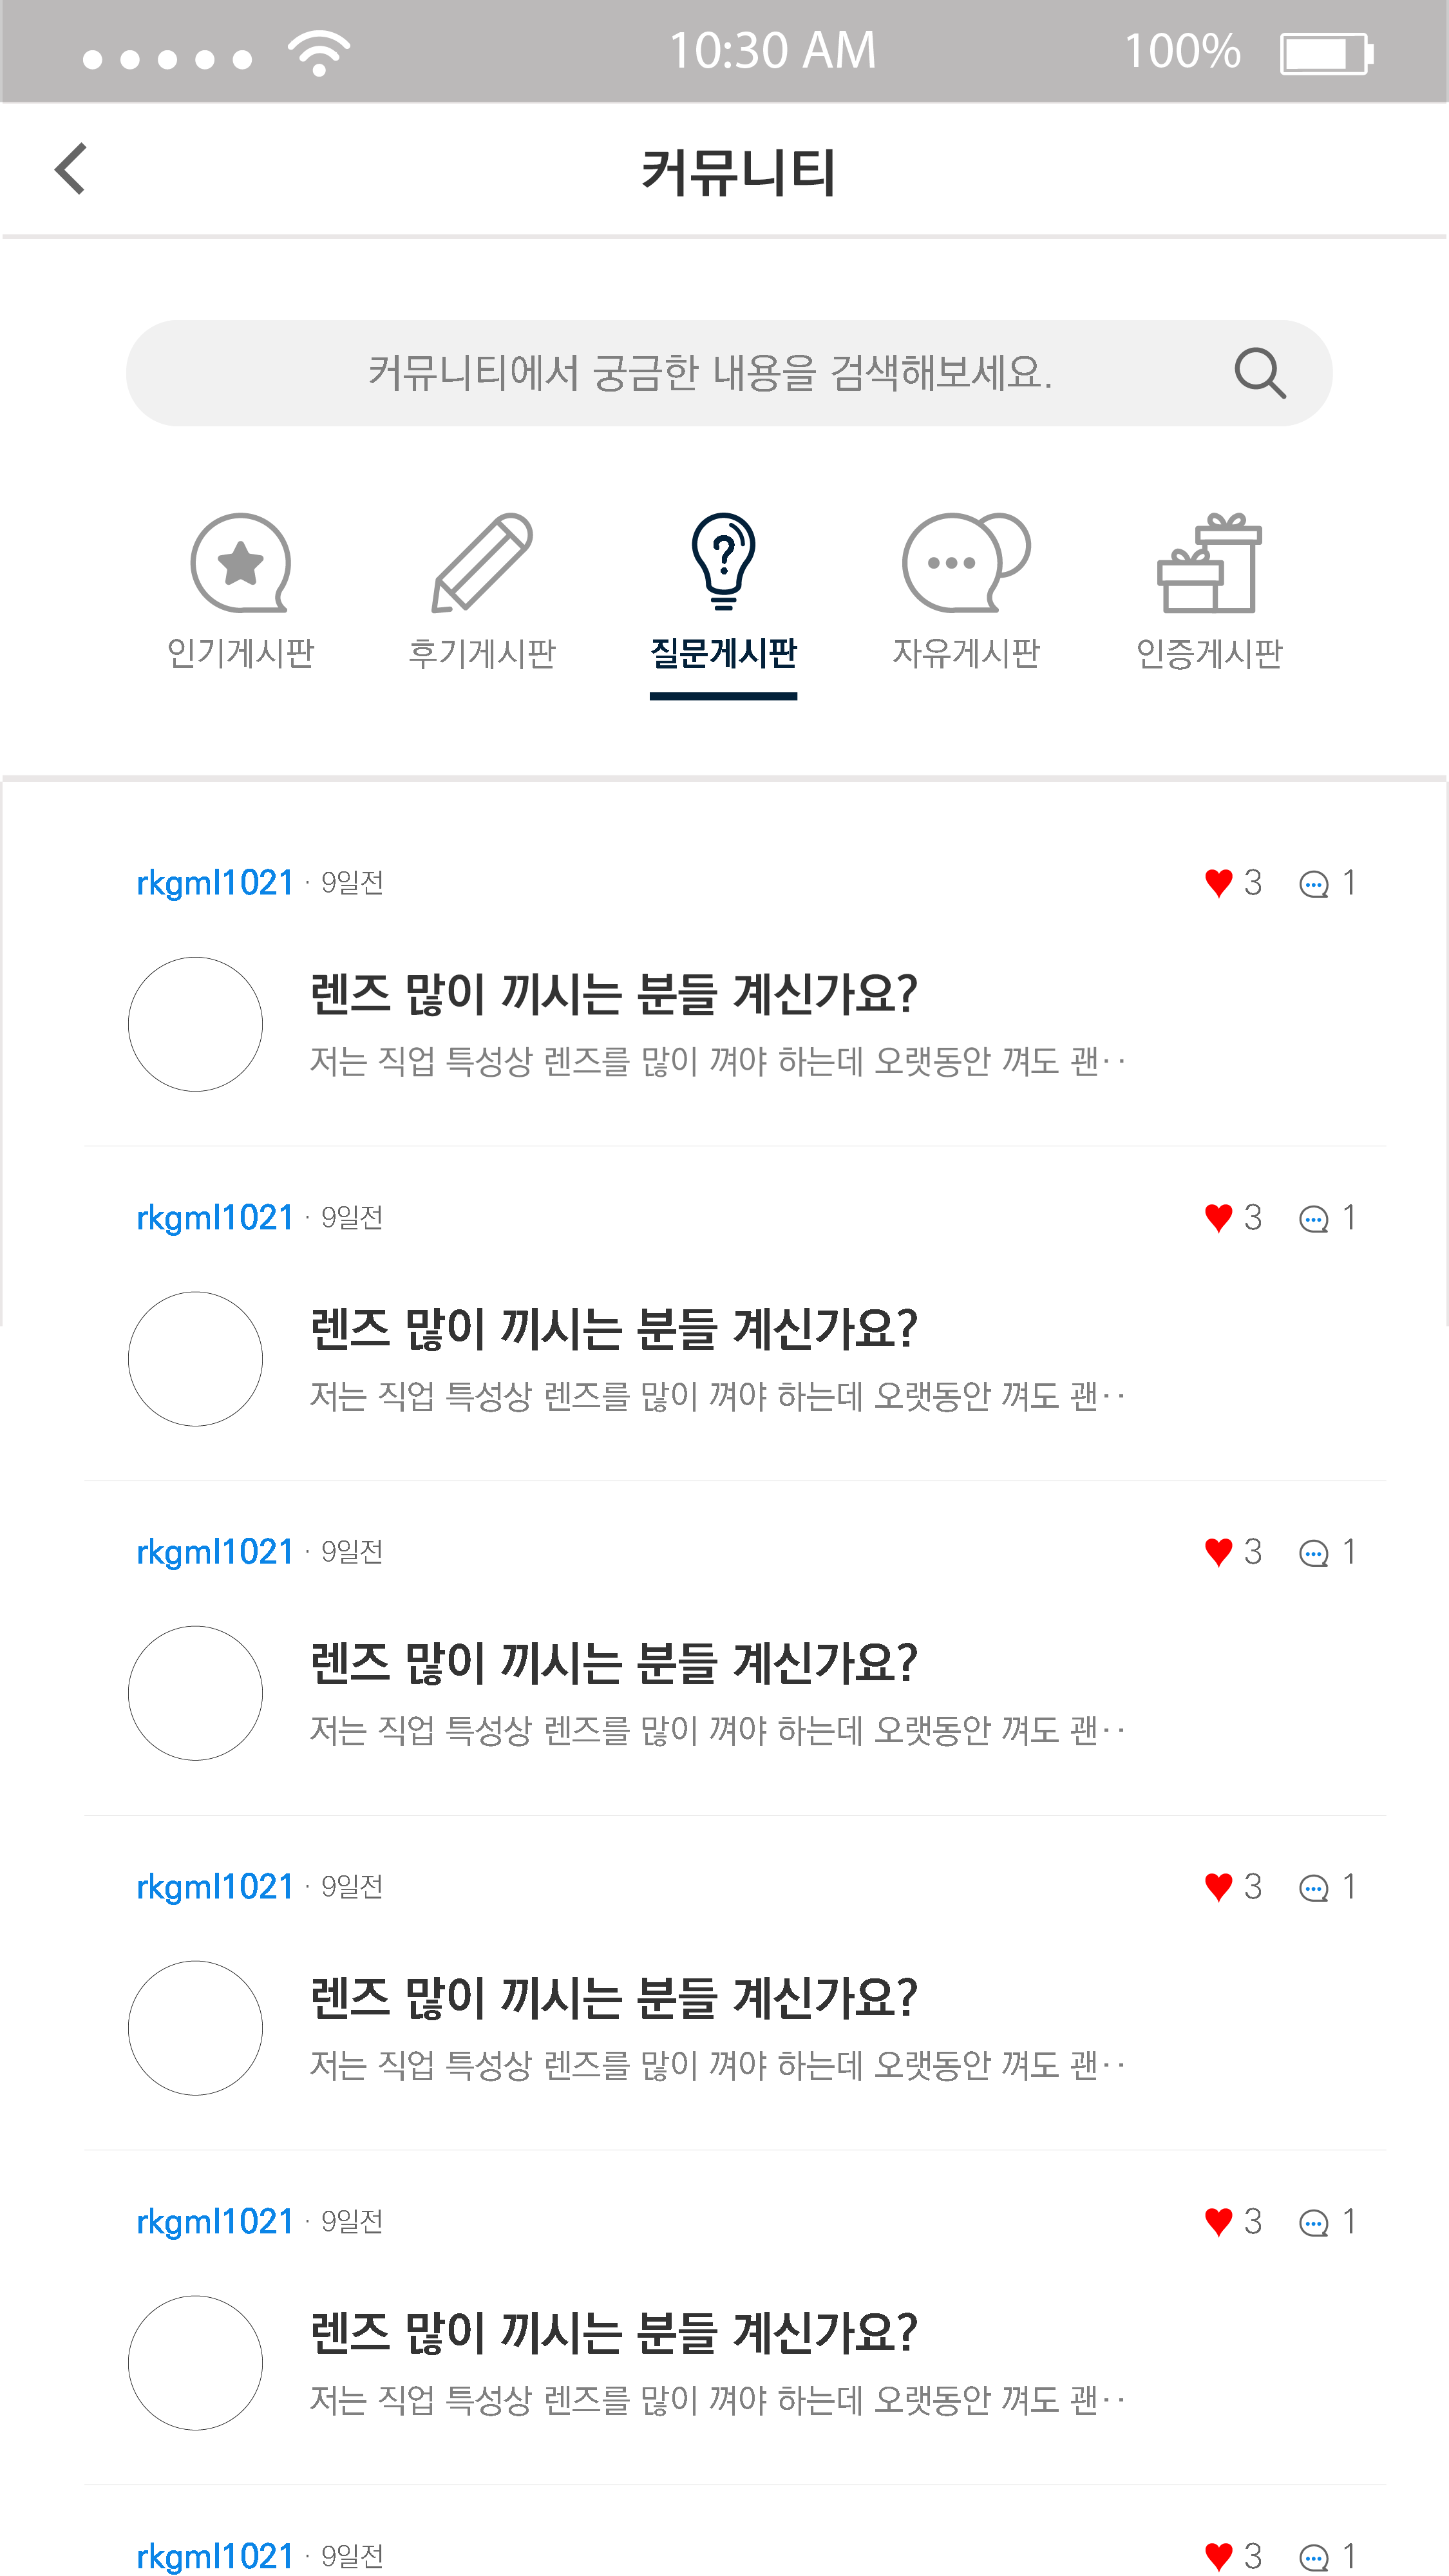 10:30 AM 100%
커뮤니티
커뮤니티에서 궁금한 내용을 검색해보세요.
인기게시판 후기게시판 질문게시판 자유게시판 인증게시판
rkgml1021 · 9일전 3 1
렌즈 많이 끼시는 분들 계신가요?
저는 직업 특성상 렌즈를 많이 껴야 하는데 오랫동안 껴도 괜··
rkgml1021 · 9일전 3 1
렌즈 많이 끼시는 분들 계신가요?
저는 직업 특성상 렌즈를 많이 껴야 하는데 오랫동안 껴도 괜··
rkgml1021 · 9일전 3 1
렌즈 많이 끼시는 분들 계신가요?
저는 직업 특성상 렌즈를 많이 껴야 하는데 오랫동안 껴도 괜··
rkgml1021 · 9일전 3 1
렌즈 많이 끼시는 분들 계신가요?
저는 직업 특성상 렌즈를 많이 껴야 하는데 오랫동안 껴도 괜··
rkgml1021 · 9일전 3 1
렌즈 많이 끼시는 분들 계신가요?
저는 직업 특성상 렌즈를 많이 껴야 하는데 오랫동안 껴도 괜··
rkgml1021 · 9일전 3 1